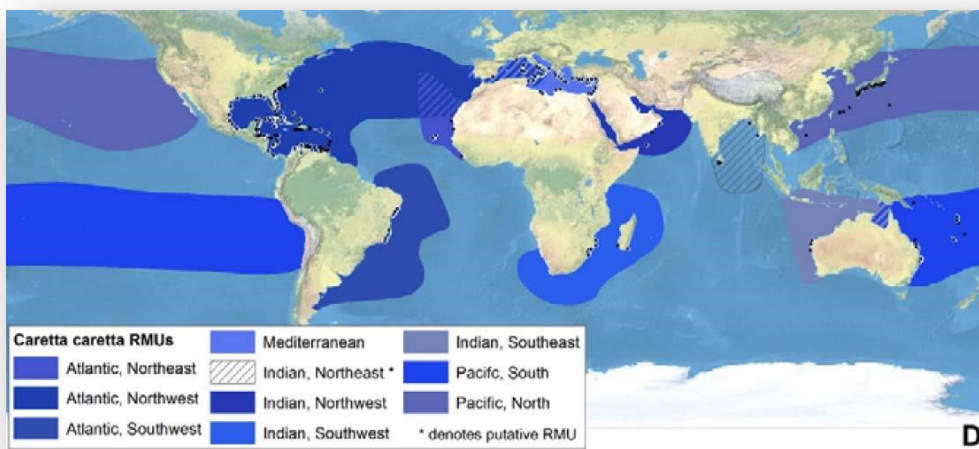 Caretta caretta RMUs
Atlantic, Northeast
Atlantic, Northwest
Atlantic, Southwest
Mediterranean
Indian, Northeast *
Indian, Northwest
Indian, Southwest
Indian, Southeast
Pacifc, South
Pacific, North
* denotes putative RMU
D